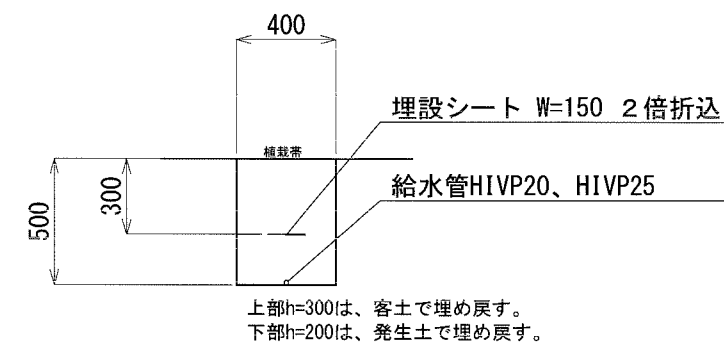 400
埋設シート W=150 2倍折込
植栽帯
給水管HIVP20、HIVP25
300
500
上部h=300は、客土で埋め戻す。
下部h=200は、発生土で埋め戻す。